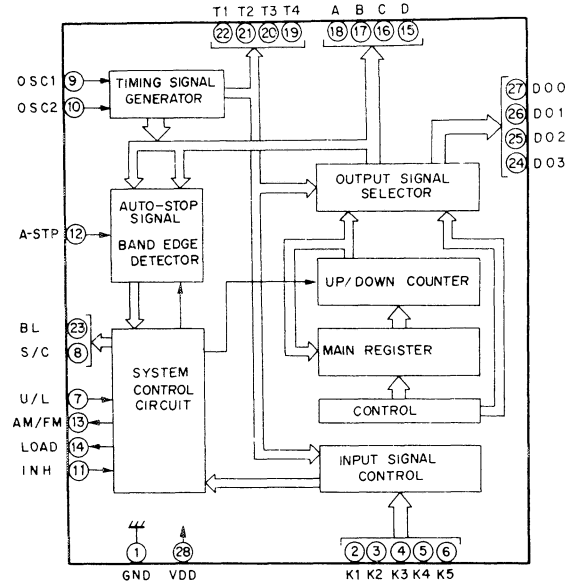 T1 T2 T3 T4 A B C D
22 21 20 19 18 17 16 15
OSC1 9
OSC2 10
TIMING SIGNAL
GENERATOR
27 DO0
26 DO1
25 DO2
24 DO3
OUTPUT SIGNAL
SELECTOR
A-STP 12
AUTO-STOP
SIGNAL
BAND EDGE
DETECTOR
UP/DOWN COUNTER
BL 23
S/C 8
MAIN REGISTER
SYSTEM
CONTROL
CIRCUIT
U/L 7
AM/FM 13
LOAD 14
INH 11
CONTROL
INPUT SIGNAL
CONTROL
1 28 2 3 4 5 6
GND VDD K1 K2 K3 K4 K5